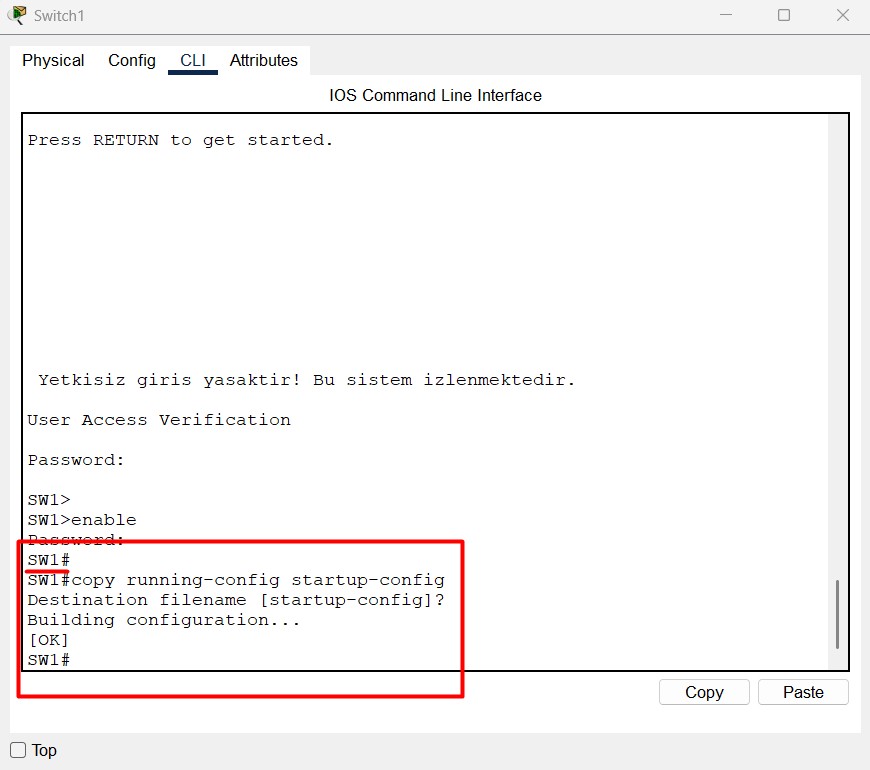 Switch1
Physical Config CLI Attributes
IOS Command Line Interface
Press RETURN to get started.
Yetkisiz giris yasaktir! Bu sistem izlenmektedir.
User Access Verification
Password:
SW1>
SW1>enable
Password:
SW1#
SW1#copy running-config startup-config
Destination filename [startup-config]?
Building configuration...
[OK]
SW1#
Copy Paste
Top